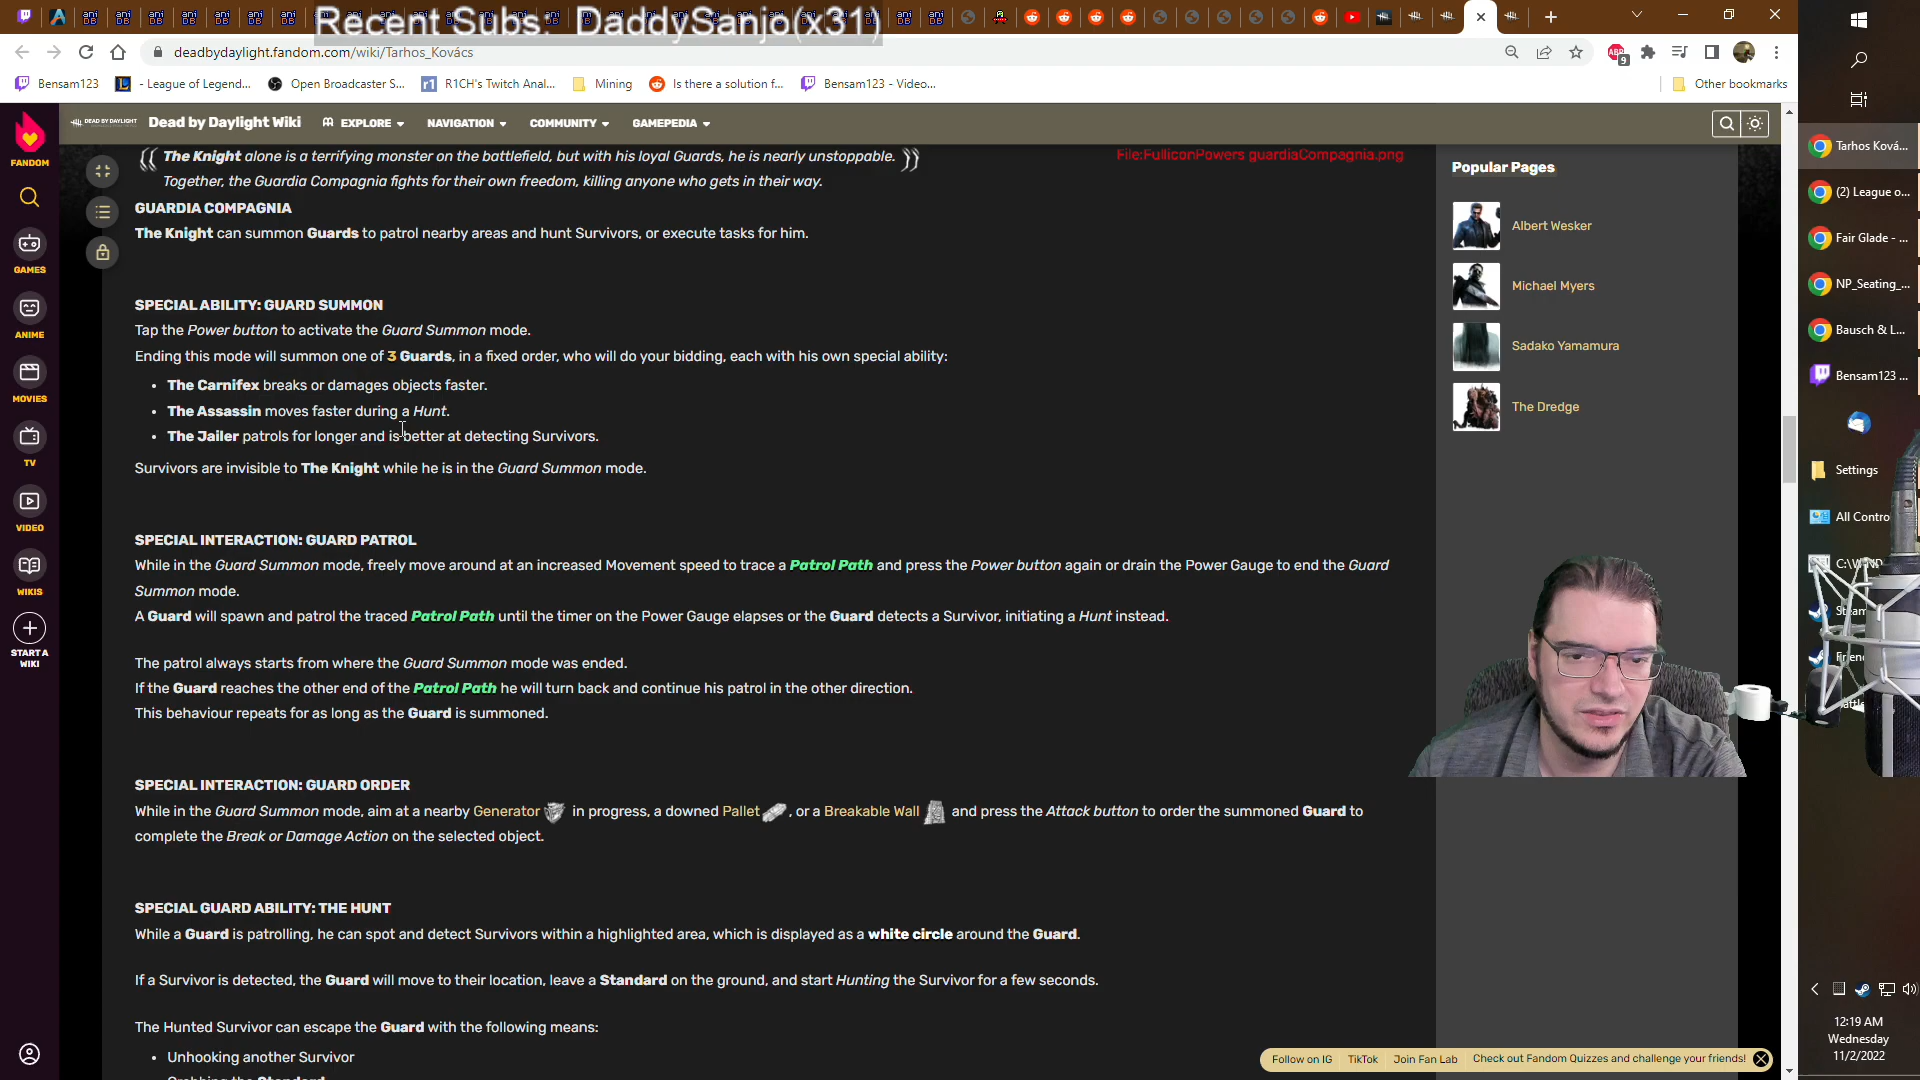 Recent Subs: DaddySanjo(x31)
deadbydaylight.fandom.com/wiki/Tarhos_Kovács
Bensam123
- League of Legend...
Open Broadcaster S...
R1CH's Twitch Anal...
Mining
Is there a solution f...
Bensam123 - Video...
Other bookmarks
FANDOM
GAMES
ANIME
MOVIES
TV
VIDEO
WIKIS
START A
WIKI
DEAD BY DAYLIGHT
Dead by Daylight Wiki
EXPLORE
NAVIGATION
COMMUNITY
GAMEPEDIA
The Knight alone is a terrifying monster on the battlefield, but with his loyal Guards, he is nearly unstoppable.
Together, the Guardia Compagnia fights for their own freedom, killing anyone who gets in their way.
File:FulliconPowers guardiaCompagnia.png
GUARDIA COMPAGNIA
The Knight can summon Guards to patrol nearby areas and hunt Survivors, or execute tasks for him.
SPECIAL ABILITY: GUARD SUMMON
Tap the Power button to activate the Guard Summon mode.
Ending this mode will summon one of 3 Guards, in a fixed order, who will do your bidding, each with his own special ability:
• The Carnifex breaks or damages objects faster.
• The Assassin moves faster during a Hunt.
• The Jailer patrols for longer and is better at detecting Survivors.
Survivors are invisible to The Knight while he is in the Guard Summon mode.
SPECIAL INTERACTION: GUARD PATROL
While in the Guard Summon mode, freely move around at an increased Movement speed to trace a Patrol Path and press the Power button again or drain the Power Gauge to end the Guard
Summon mode.
A Guard will spawn and patrol the traced Patrol Path until the timer on the Power Gauge elapses or the Guard detects a Survivor, initiating a Hunt instead.
The patrol always starts from where the Guard Summon mode was ended.
If the Guard reaches the other end of the Patrol Path he will turn back and continue his patrol in the other direction.
This behaviour repeats for as long as the Guard is summoned.
SPECIAL INTERACTION: GUARD ORDER
While in the Guard Summon mode, aim at a nearby Generator in progress, a downed Pallet, or a Breakable Wall and press the Attack button to order the summoned Guard to
complete the Break or Damage Action on the selected object.
SPECIAL GUARD ABILITY: THE HUNT
While a Guard is patrolling, he can spot and detect Survivors within a highlighted area, which is displayed as a white circle around the Guard.
If a Survivor is detected, the Guard will move to their location, leave a Standard on the ground, and start Hunting the Survivor for a few seconds.
The Hunted Survivor can escape the Guard with the following means:
• Unhooking another Survivor
Grabbing the Standard
Popular Pages
Albert Wesker
Michael Myers
Sadako Yamamura
The Dredge
Follow on IG
TikTok
Join Fan Lab
Check out Fandom Quizzes and challenge your friends!
Tarhos Ková...
(2) League o...
Fair Glade - ...
NP_Seating_...
Bausch & L...
Bensam123 ...
Settings
All Contro
12:19 AM
Wednesday
11/2/2022